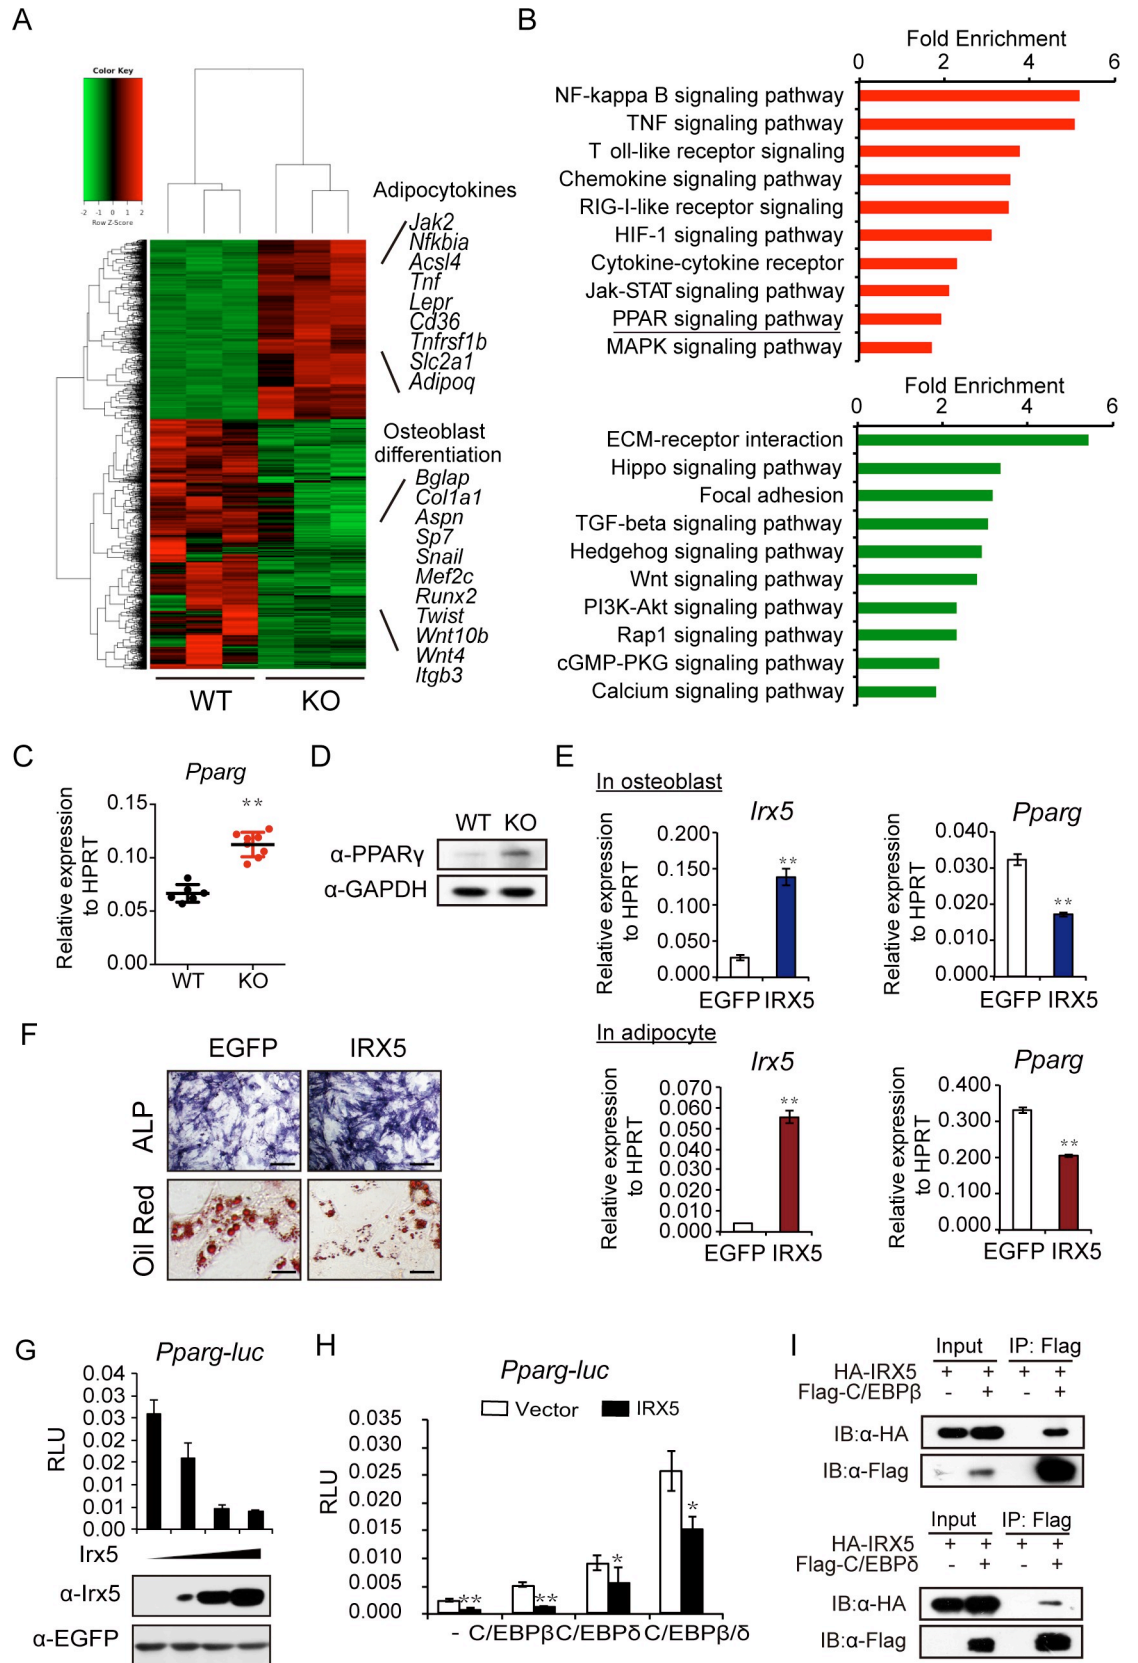 A
Color Key
-2 -1 0 1 2
Row Z-Score
Adipocytokines
Jak2
Nfkbia
Acsl4
Tnf
Lepr
Cd36
Tnfrsf1b
Slc2a1
Adipoq
Osteoblast
differentiation
Bglap
Col1a1
Aspn
Sp7
Snail
Mef2c
Runx2
Twist
Wnt10b
Wnt4
Itgb3
WT KO
B
Fold Enrichment
0 2 4 6
NF-kappa B signaling pathway
TNF signaling pathway
T oll-like receptor signaling
Chemokine signaling pathway
RIG-I-like receptor signaling
HIF-1 signaling pathway
Cytokine-cytokine receptor
Jak-STAT signaling pathway
PPAR signaling pathway
MAPK signaling pathway
Fold Enrichment
0 2 4 6
ECM-receptor interaction
Hippo signaling pathway
Focal adhesion
TGF-beta signaling pathway
Hedgehog signaling pathway
Wnt signaling pathway
PI3K-Akt signaling pathway
Rap1 signaling pathway
cGMP-PKG signaling pathway
Calcium signaling pathway
C
Pparg
Relative expression
to HPRT
0.15
0.10
0.05
0.00
**
WT KO
D
WT KO
α-PPARγ
α-GAPDH
E
In osteoblast
Irx5
Relative expression
to HPRT
0.200
0.150
0.100
0.050
0.000
**
EGFP IRX5
Pparg
Relative expression
to HPRT
0.040
0.030
0.020
0.010
0.000
**
EGFP IRX5
In adipocyte
Irx5
Relative expression
to HPRT
0.070
0.060
0.050
0.040
0.030
0.020
0.010
0.000
**
EGFP IRX5
Pparg
Relative expression
to HPRT
0.400
0.300
0.200
0.100
0.000
**
EGFP IRX5
F
EGFP IRX5
ALP
Oil Red
G
Pparg-luc
RLU
0.04
0.03
0.03
0.02
0.02
0.01
0.01
0.00
Irx5
α-Irx5
α-EGFP
H
Pparg-luc
Vector IRX5
RLU
0.035
0.030
0.025
0.020
0.015
0.010
0.005
0.000
** ** * *
- C/EBPβ C/EBPδ C/EBPβ/δ
I
Input IP: Flag
HA-IRX5 + + + +
Flag-C/EBPβ - + - +
IB:α-HA
IB:α-Flag
Input IP: Flag
HA-IRX5 + + + +
Flag-C/EBPδ - + - +
IB:α-HA
IB:α-Flag